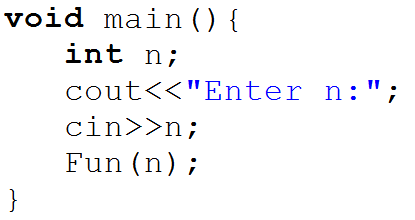 void main(){
int n;
cout<<"Enter n:";
cin>>n;
Fun(n);
}